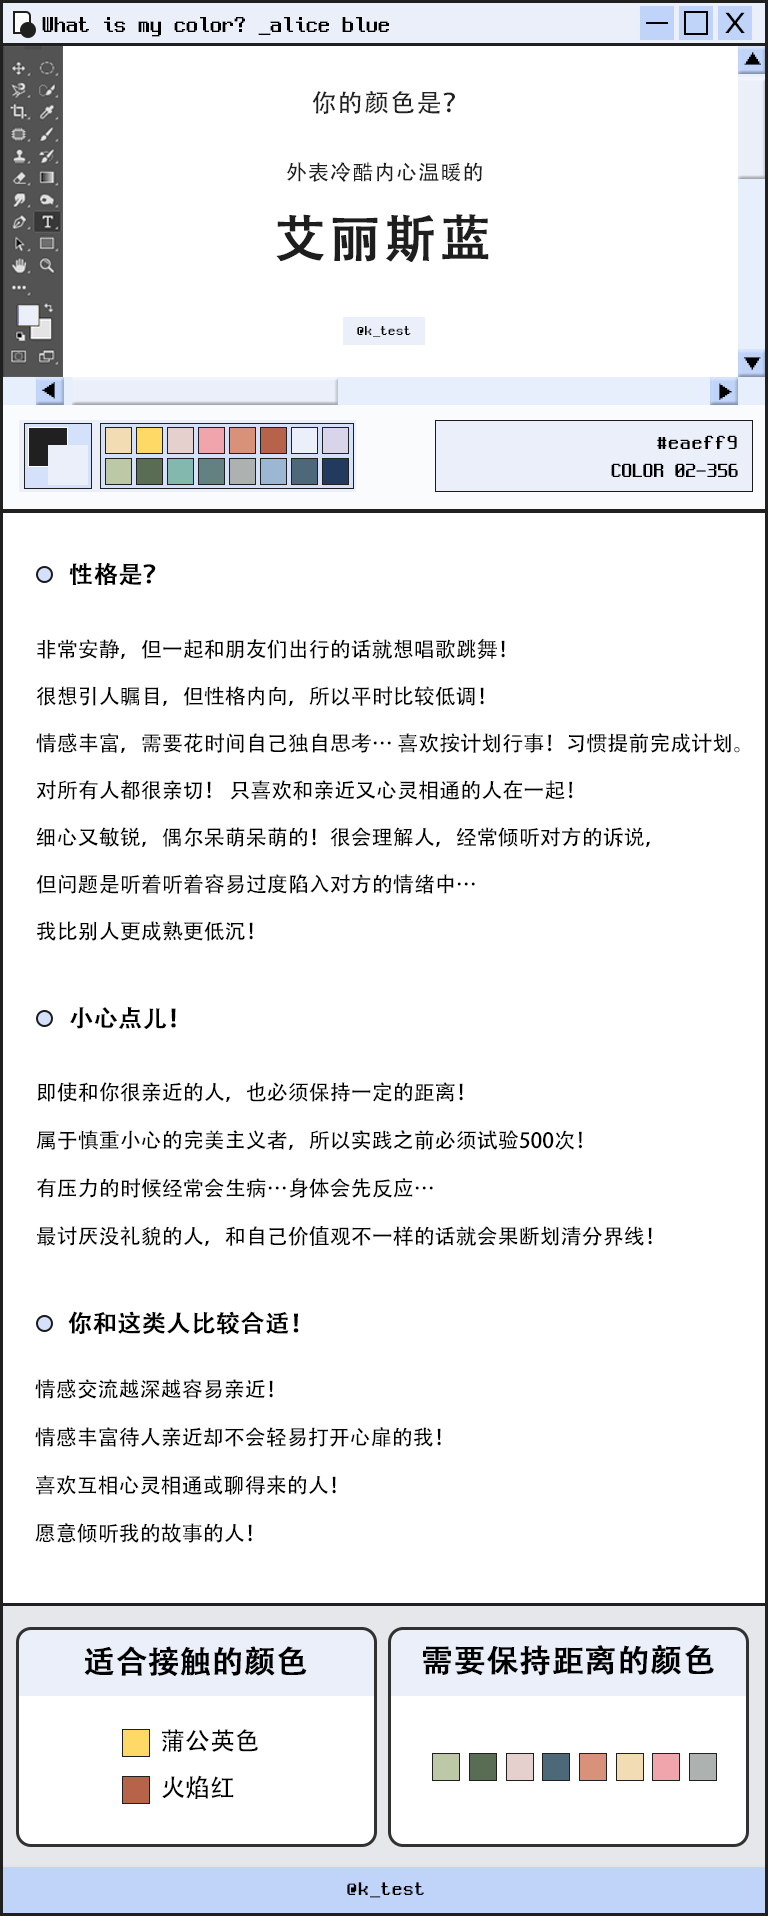 What is my color? _alice blue
你的颜色是?
外表冷酷内心温暖的
艾丽斯蓝
@k_test
#eaeff9
COLOR 02-356
性格是?
非常安静，但一起和朋友们出行的话就想唱歌跳舞！
很想引人瞩目，但性格内向，所以平时比较低调！
情感丰富，需要花时间自己独自思考… 喜欢按计划行事！习惯提前完成计划。
对所有人都很亲切！ 只喜欢和亲近又心灵相通的人在一起！
细心又敏锐，偶尔呆萌呆萌的！很会理解人，经常倾听对方的诉说，
但问题是听着听着容易过度陷入对方的情绪中…
我比别人更成熟更低沉！
小心点儿！
即使和你很亲近的人，也必须保持一定的距离！
属于慎重小心的完美主义者，所以实践之前必须试验500次！
有压力的时候经常会生病…身体会先反应…
最讨厌没礼貌的人，和自己价值观不一样的话就会果断划清分界线！
你和这类人比较合适！
情感交流越深越容易亲近！
情感丰富待人亲近却不会轻易打开心扉的我！
喜欢互相心灵相通或聊得来的人！
愿意倾听我的故事的人！
适合接触的颜色
蒲公英色
火焰红
需要保持距离的颜色
@k_test